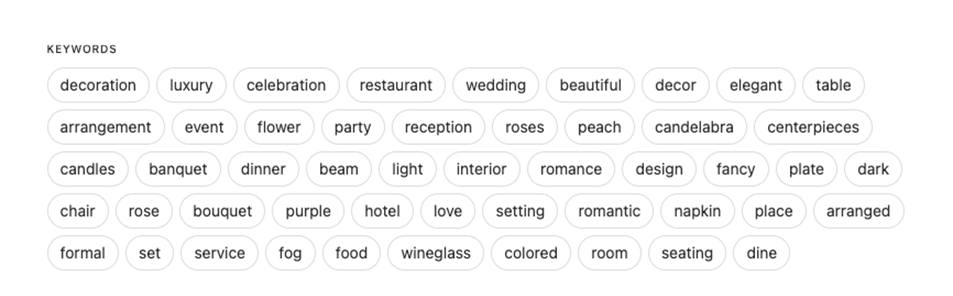 KEYWORDS
decoration luxury celebration restaurant wedding beautiful decor elegant table
arrangement event flower party reception roses peach candelabra centerpieces
candles banquet dinner beam light interior romance design fancy plate dark
chair rose bouquet purple hotel love setting romantic napkin place arranged
formal set service fog food wineglass colored room seating dine